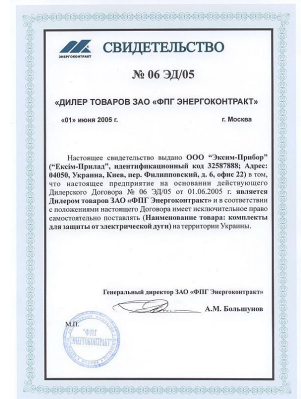 ЭНЕРГОКОНТРАКТ
СВИДЕТЕЛЬСТВО
№ 06 ЭД/05
«ДИЛЕР ТОВАРОВ ЗАО «ФПГ ЭНЕРГОКОНТРАКТ»
«01» июня 2005 г. г. Москва
Настоящее свидетельство выдано ООО "Эксим-Прибор"
("Ексім-Прилад", идентификационный код 32587888; Адрес:
04050, Украина, Киев, пер. Филипповский, д. 6, офис 22) в том,
что настоящее предприятие на основании действующего
Дилерского Договора № 06 ЭД/05 от 01.06.2005 г. является
Дилером товаров ЗАО «ФПГ Энергоконтракт» и в соответствии
с положениями настоящего Договора имеет исключительное право
самостоятельно поставлять (Наименование товара: комплекты
для защиты от электрической дуги) на территории Украины.
Генеральный директор ЗАО «ФПГ Энергоконтракт»
А.М. Большунов
М.П.